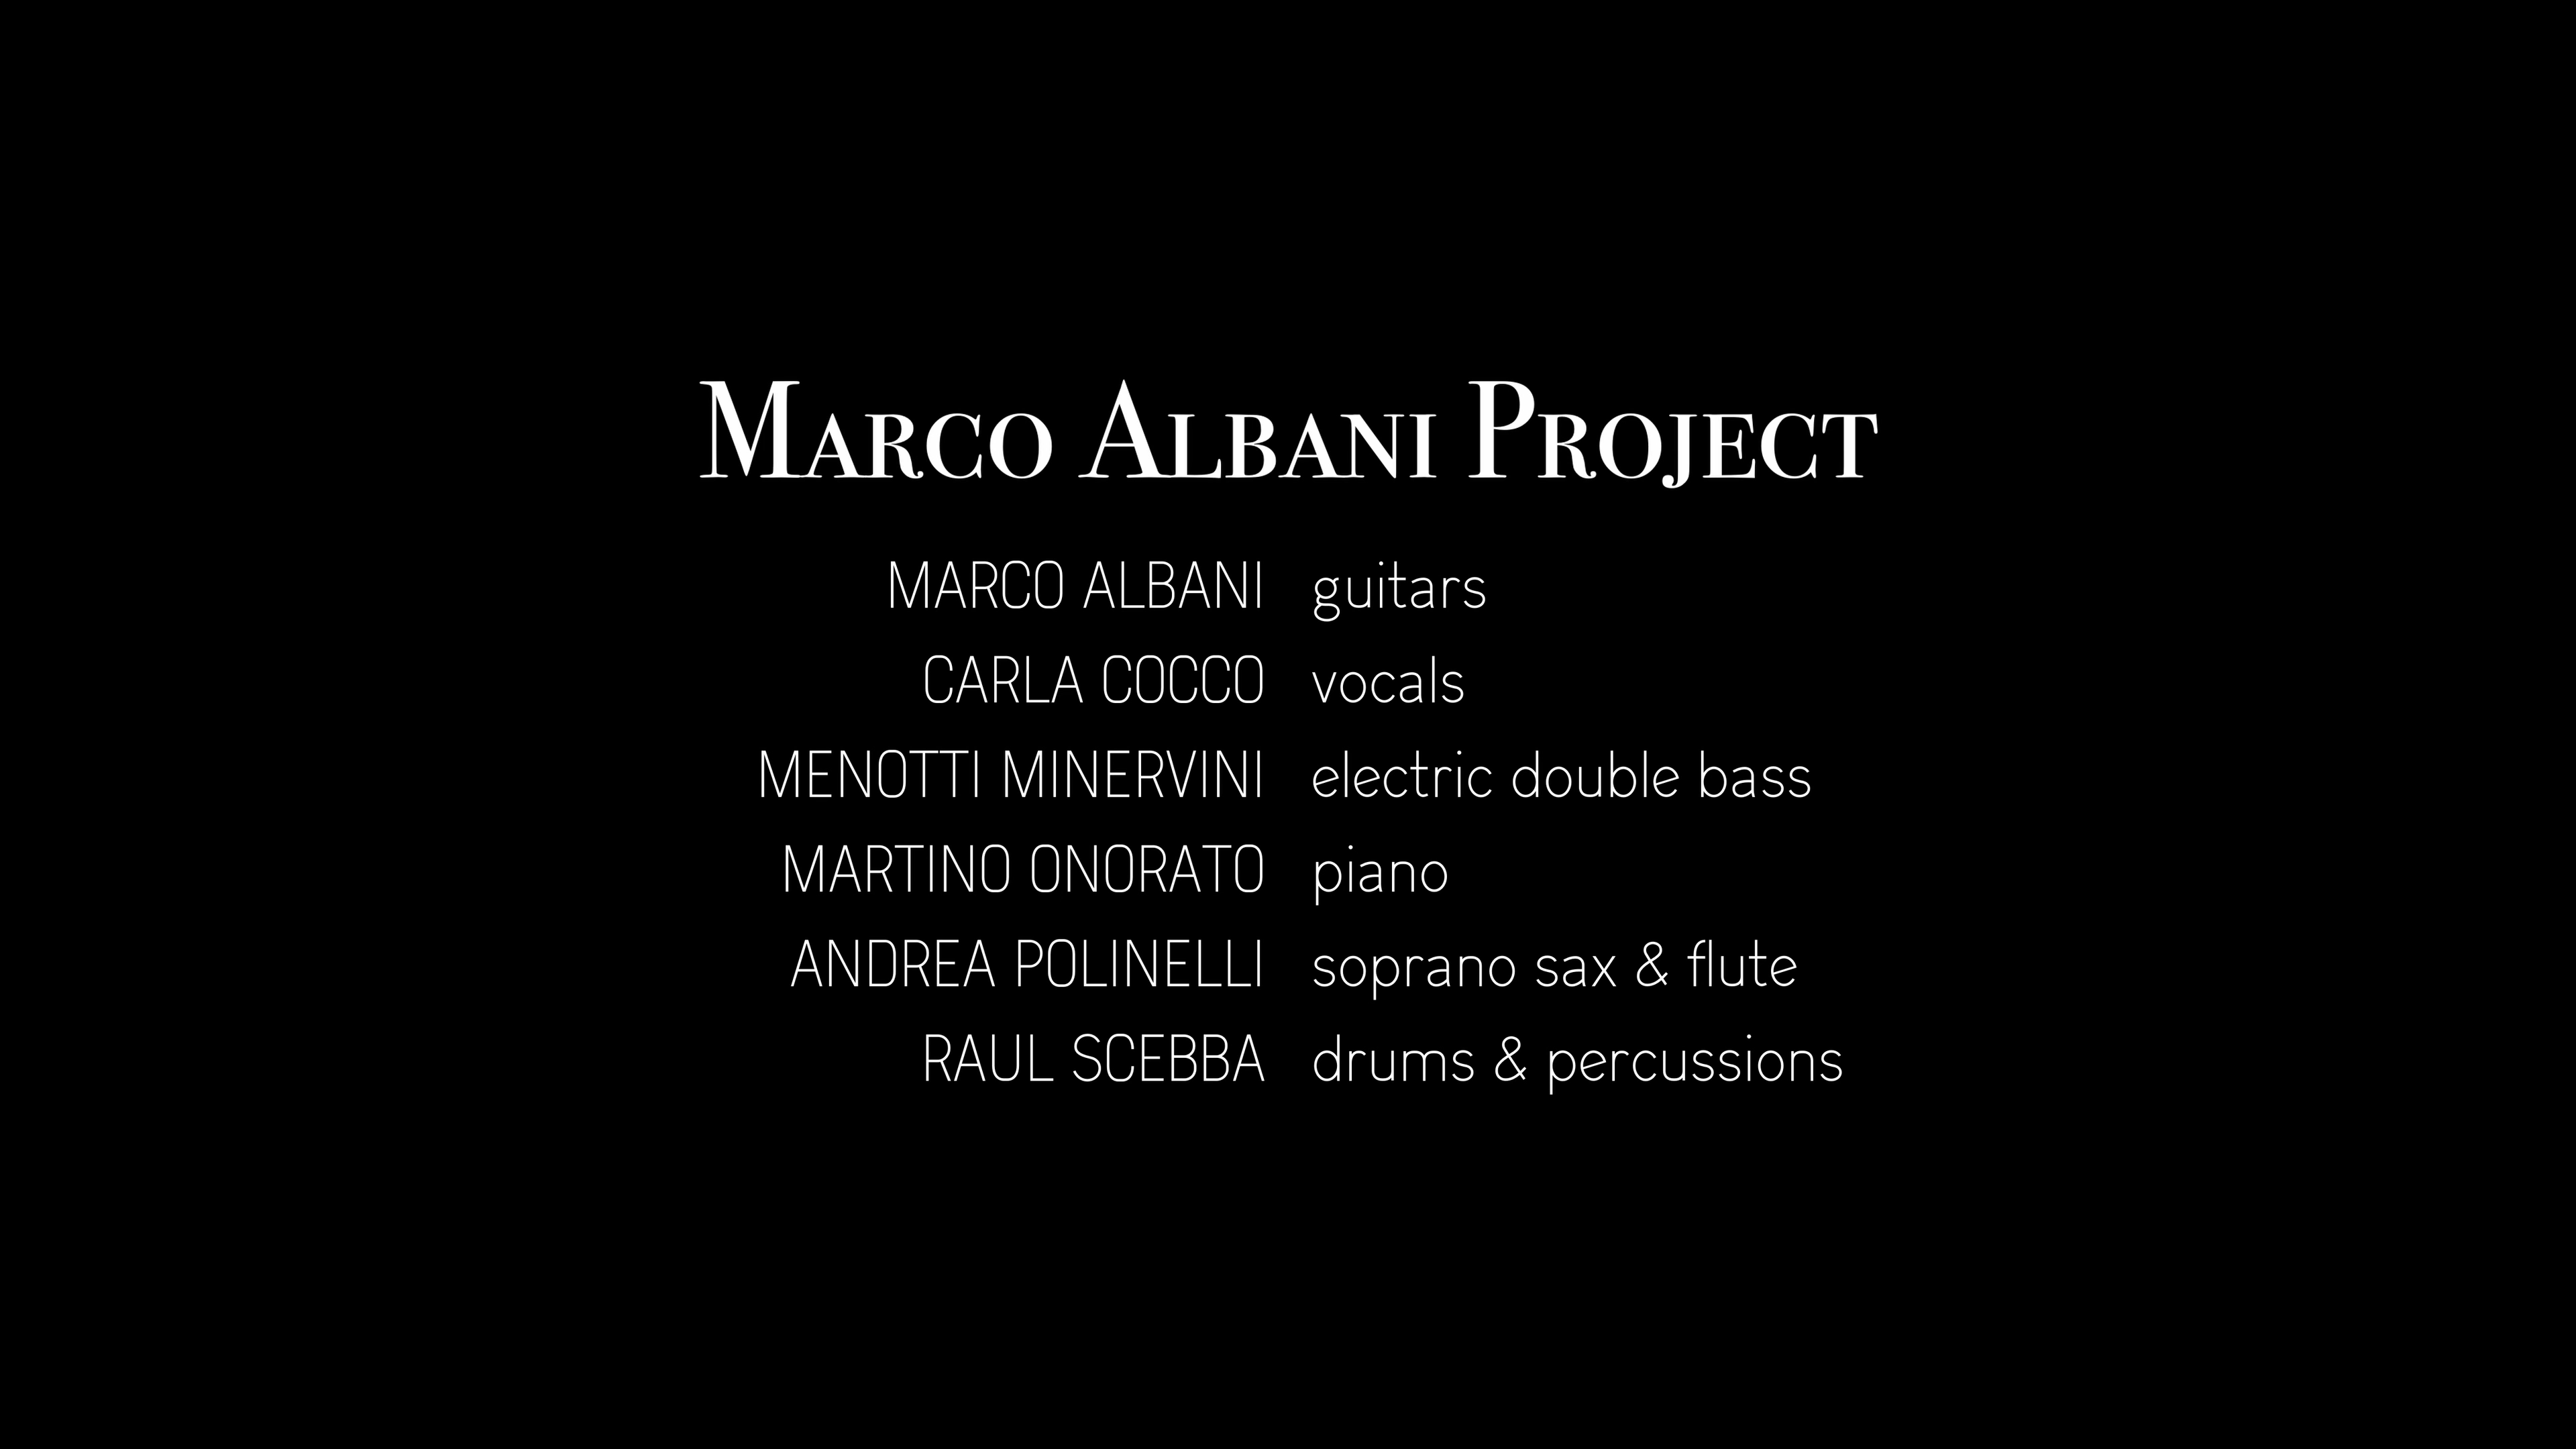 Marco Albani Project
MARCO ALBANI guitars
CARLA COCCO vocals
MENOTTI MINERVINI electric double bass
MARTINO ONORATO piano
ANDREA POLINELLI soprano sax & flute
RAUL SCEBBA drums & percussions